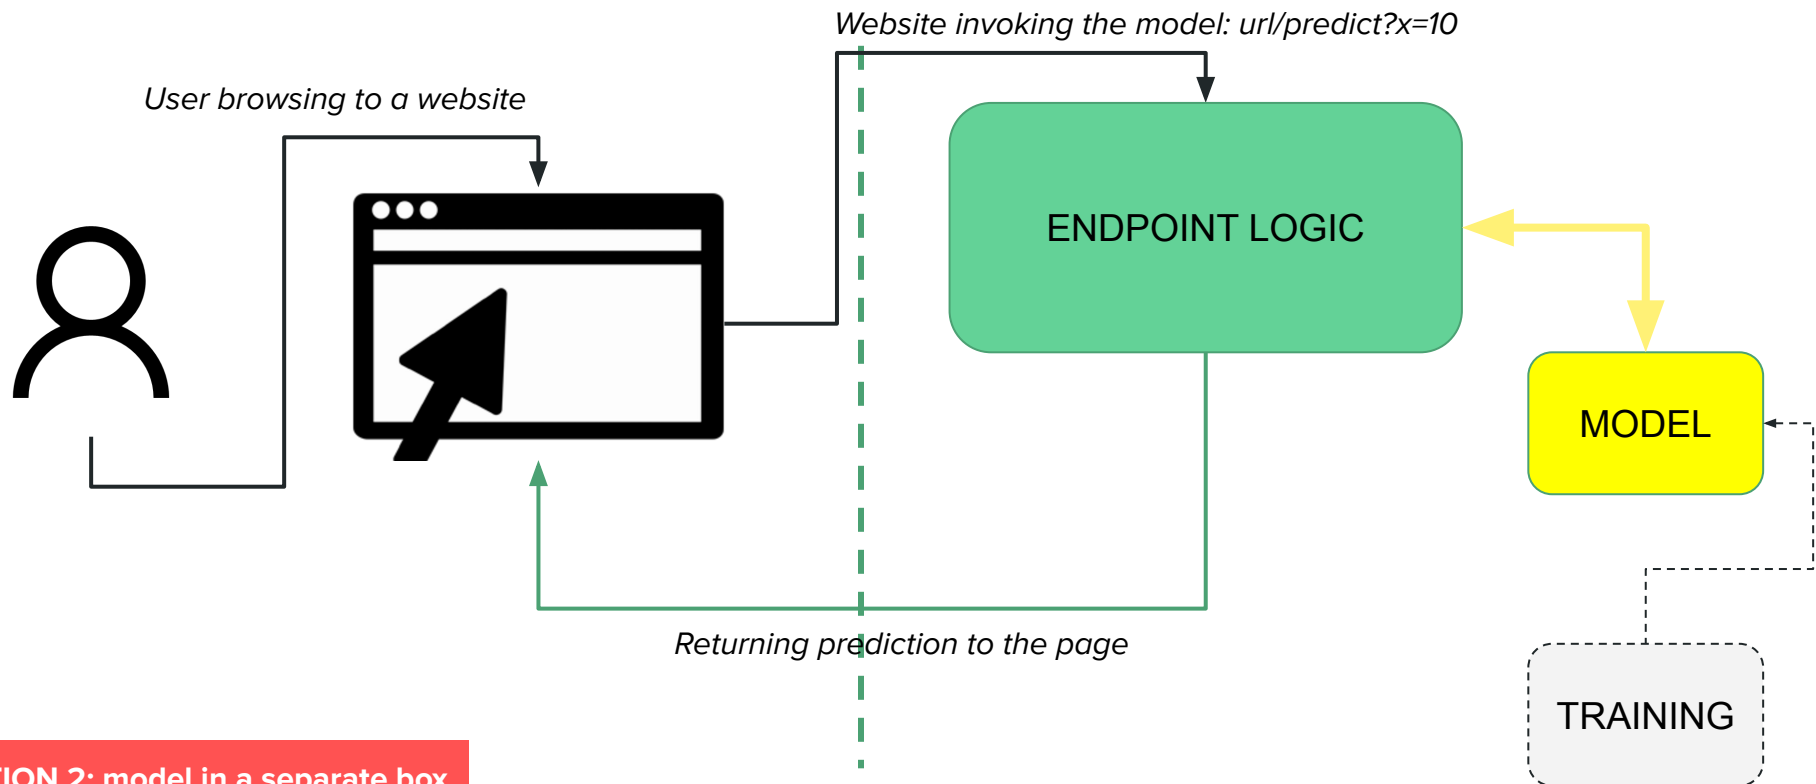 Website invoking the model: url/predict?x=10
User browsing to a website
ENDPOINT LOGIC
MODEL
Returning prediction to the page
TRAINING
2: model in a separate box